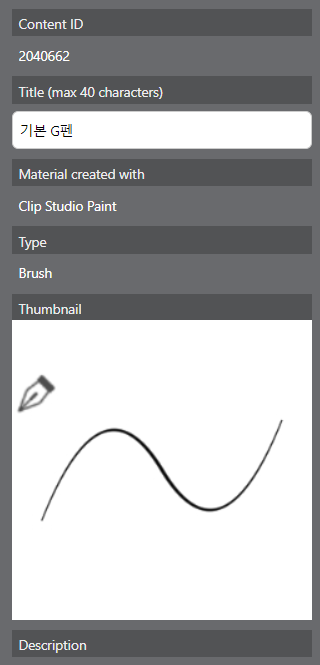 Content ID
2040662
Title (max 40 characters)
기본 G펜
Material created with
Clip Studio Paint
Type
Brush
Thumbnail
Description